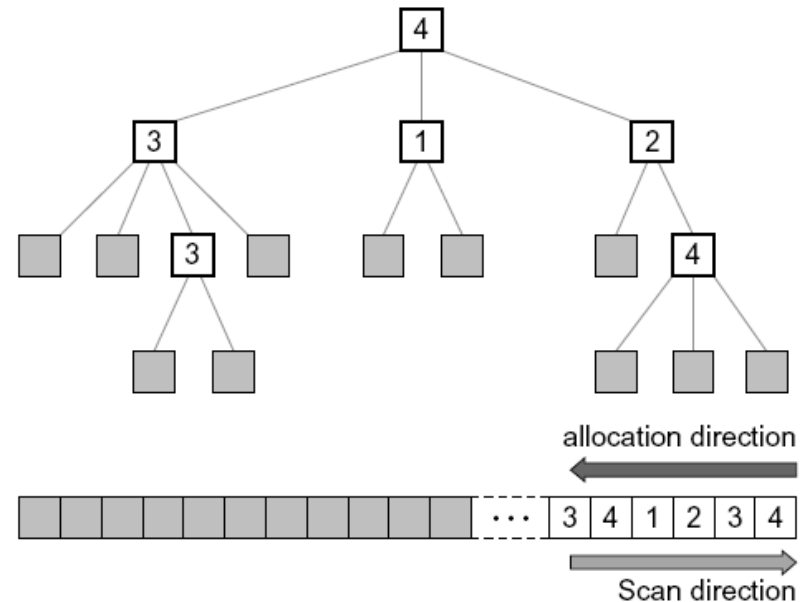 4
3 1 2
3 4
allocation direction
... 3 4 1 2 3 4
Scan direction